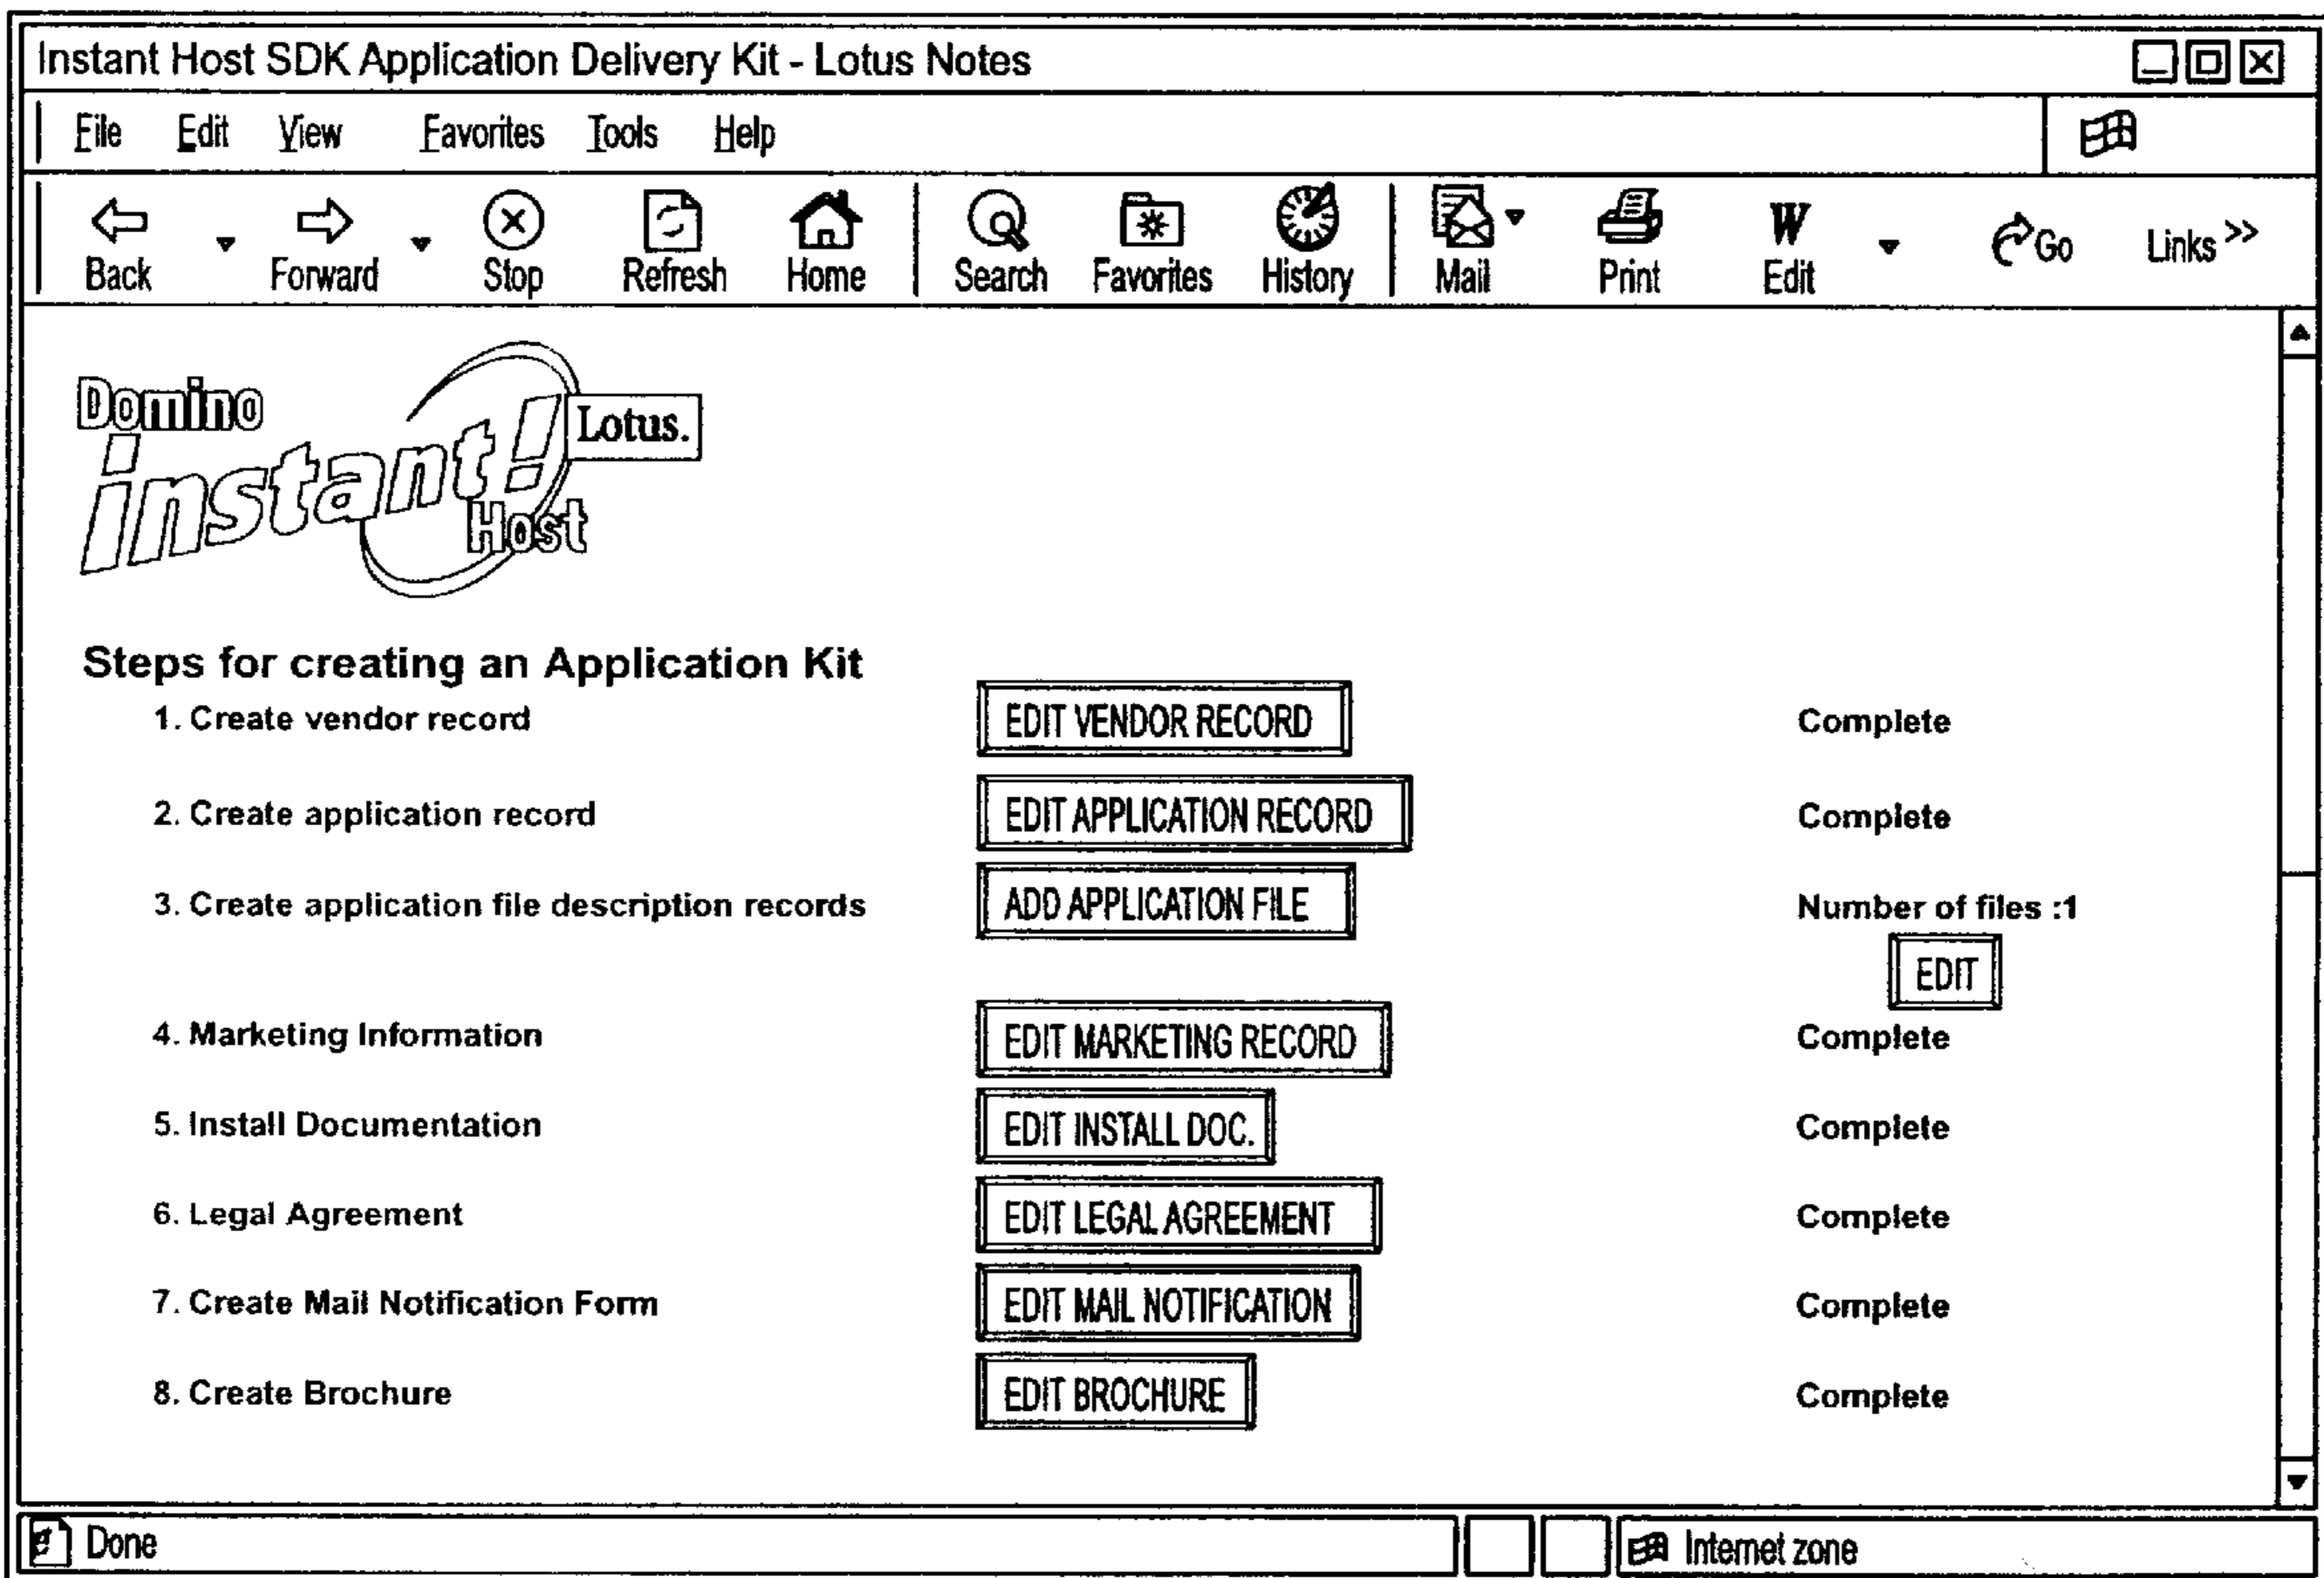 Instant Host SDK Application Delivery Kit - Lotus Notes
File Edit View Favorites Tools Help
Back Forward Stop Refresh Home Search Favorites History Mail Print Edit Go Links >>
Domino
instant!
Lotus.
Host
Steps for creating an Application Kit
1. Create vendor record EDIT VENDOR RECORD Complete
2. Create application record EDIT APPLICATION RECORD Complete
3. Create application file description records ADD APPLICATION FILE Number of files :1
EDIT
4. Marketing Information EDIT MARKETING RECORD Complete
5. Install Documentation EDIT INSTALL DOC. Complete
6. Legal Agreement EDIT LEGAL AGREEMENT Complete
7. Create Mail Notification Form EDIT MAIL NOTIFICATION Complete
8. Create Brochure EDIT BROCHURE Complete
Done Internet zone